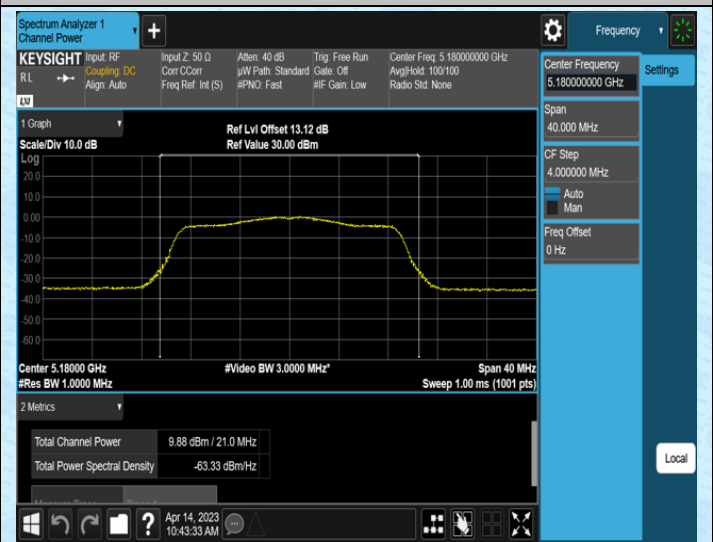 Spectrum Analyzer 1
Channel Power
Frequency
KEYSIGHT
RL
LXI
Input: RF
Coupling: DC
Align: Auto
Input Z: 50 Ω
Corr CCorr
Freq Ref: Int (S)
Atten: 40 dB
µW Path: Standard
#PNO: Fast
Trig: Free Run
Gate: Off
#IF Gain: Low
Center Freq: 5.180000000 GHz
Avg|Hold: 100/100
Radio Std: None
Center Frequency
5.180000000 GHz
Settings
Span
40.000 MHz
CF Step
4.000000 MHz
Auto
Man
Freq Offset
0 Hz
1 Graph
Scale/Div 10.0 dB
Ref Lvl Offset 13.12 dB
Ref Value 30.00 dBm
Log
20.0
10.0
0.00
-10.0
-20.0
-30.0
-40.0
-50.0
-60.0
Center 5.18000 GHz
#Video BW 3.0000 MHz*
Span 40 MHz
#Res BW 1.0000 MHz
Sweep 1.00 ms (1001 pts)
2 Metrics
Total Channel Power 9.88 dBm / 21.0 MHz
Total Power Spectral Density -63.33 dBm/Hz
Local
?
Apr 14, 2023
10:43:33 AM